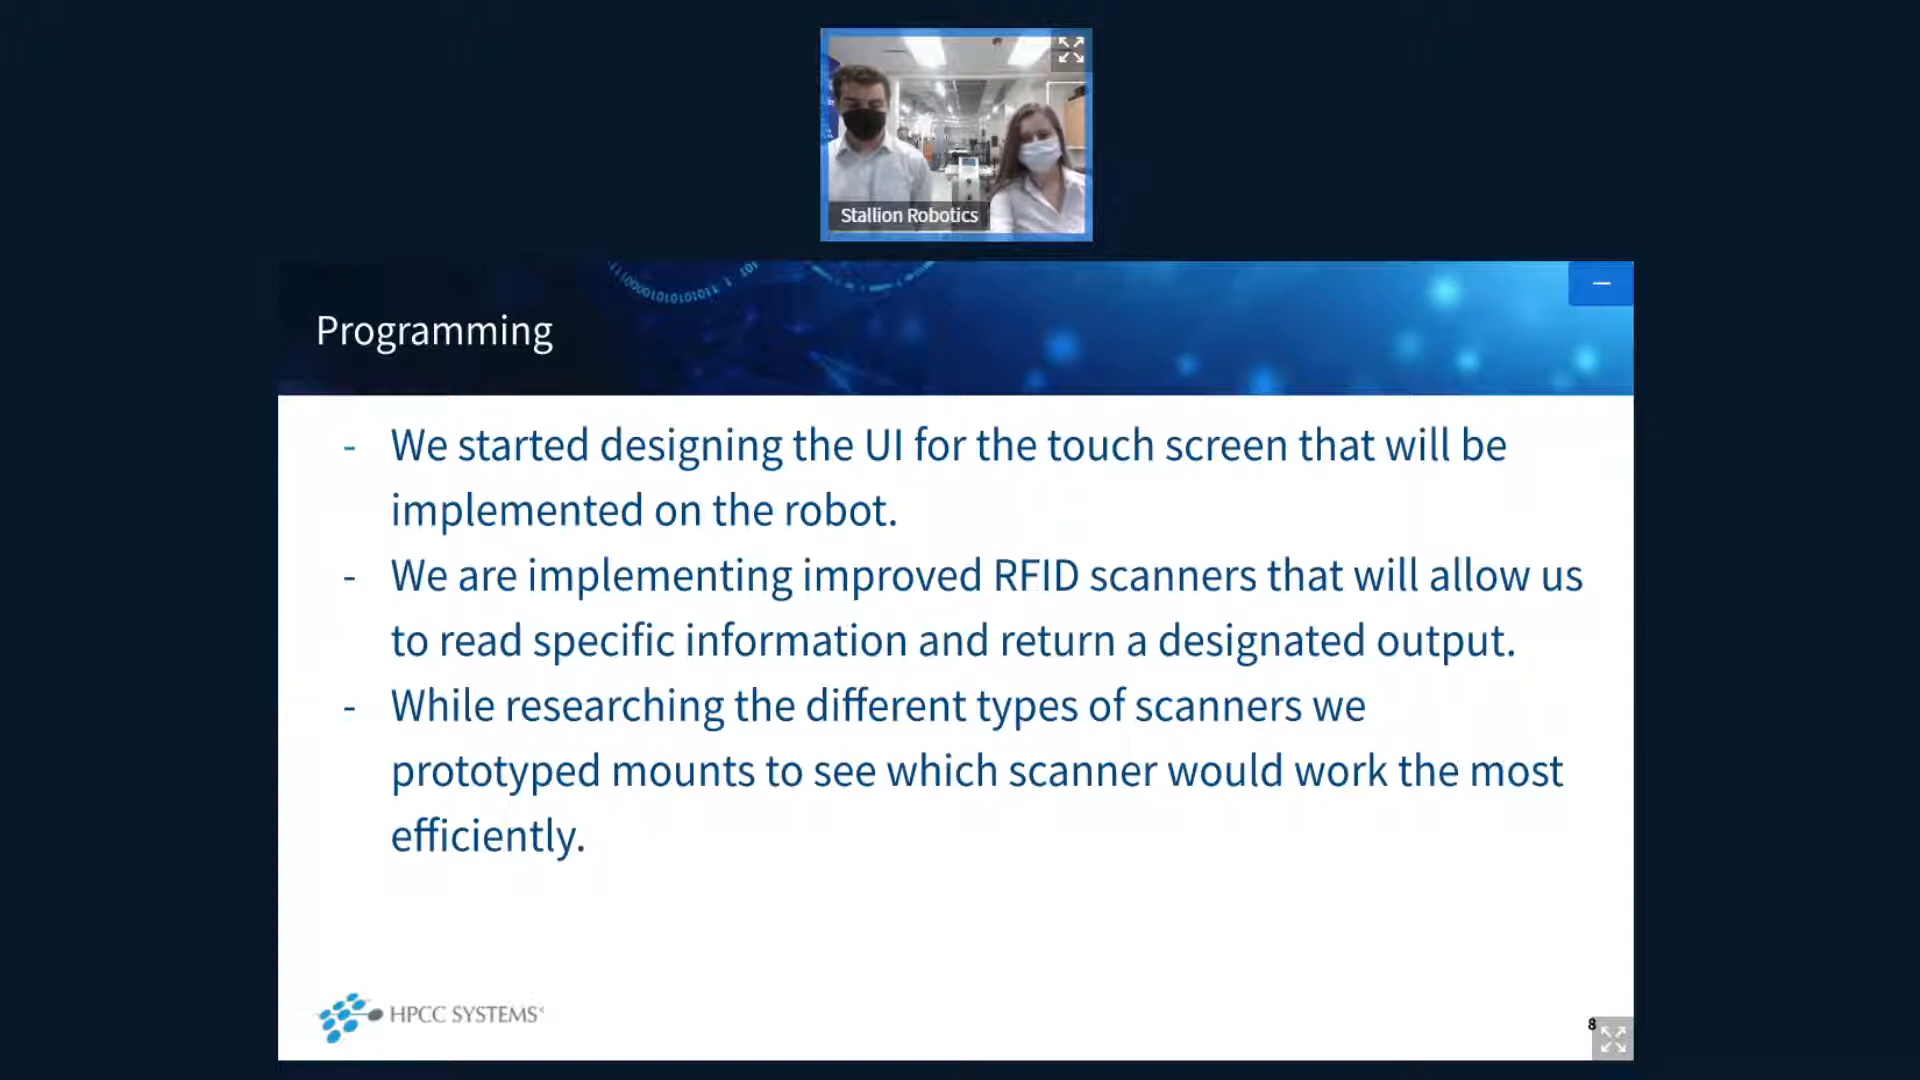 Stallion Robotics
Programming
- We started designing the UI for the touch screen that will be
implemented on the robot.
- We are implementing improved RFID scanners that will allow us
to read specific information and return a designated output.
- While researching the different types of scanners we
prototyped mounts to see which scanner would work the most
efficiently.
HPCC SYSTEMS
8